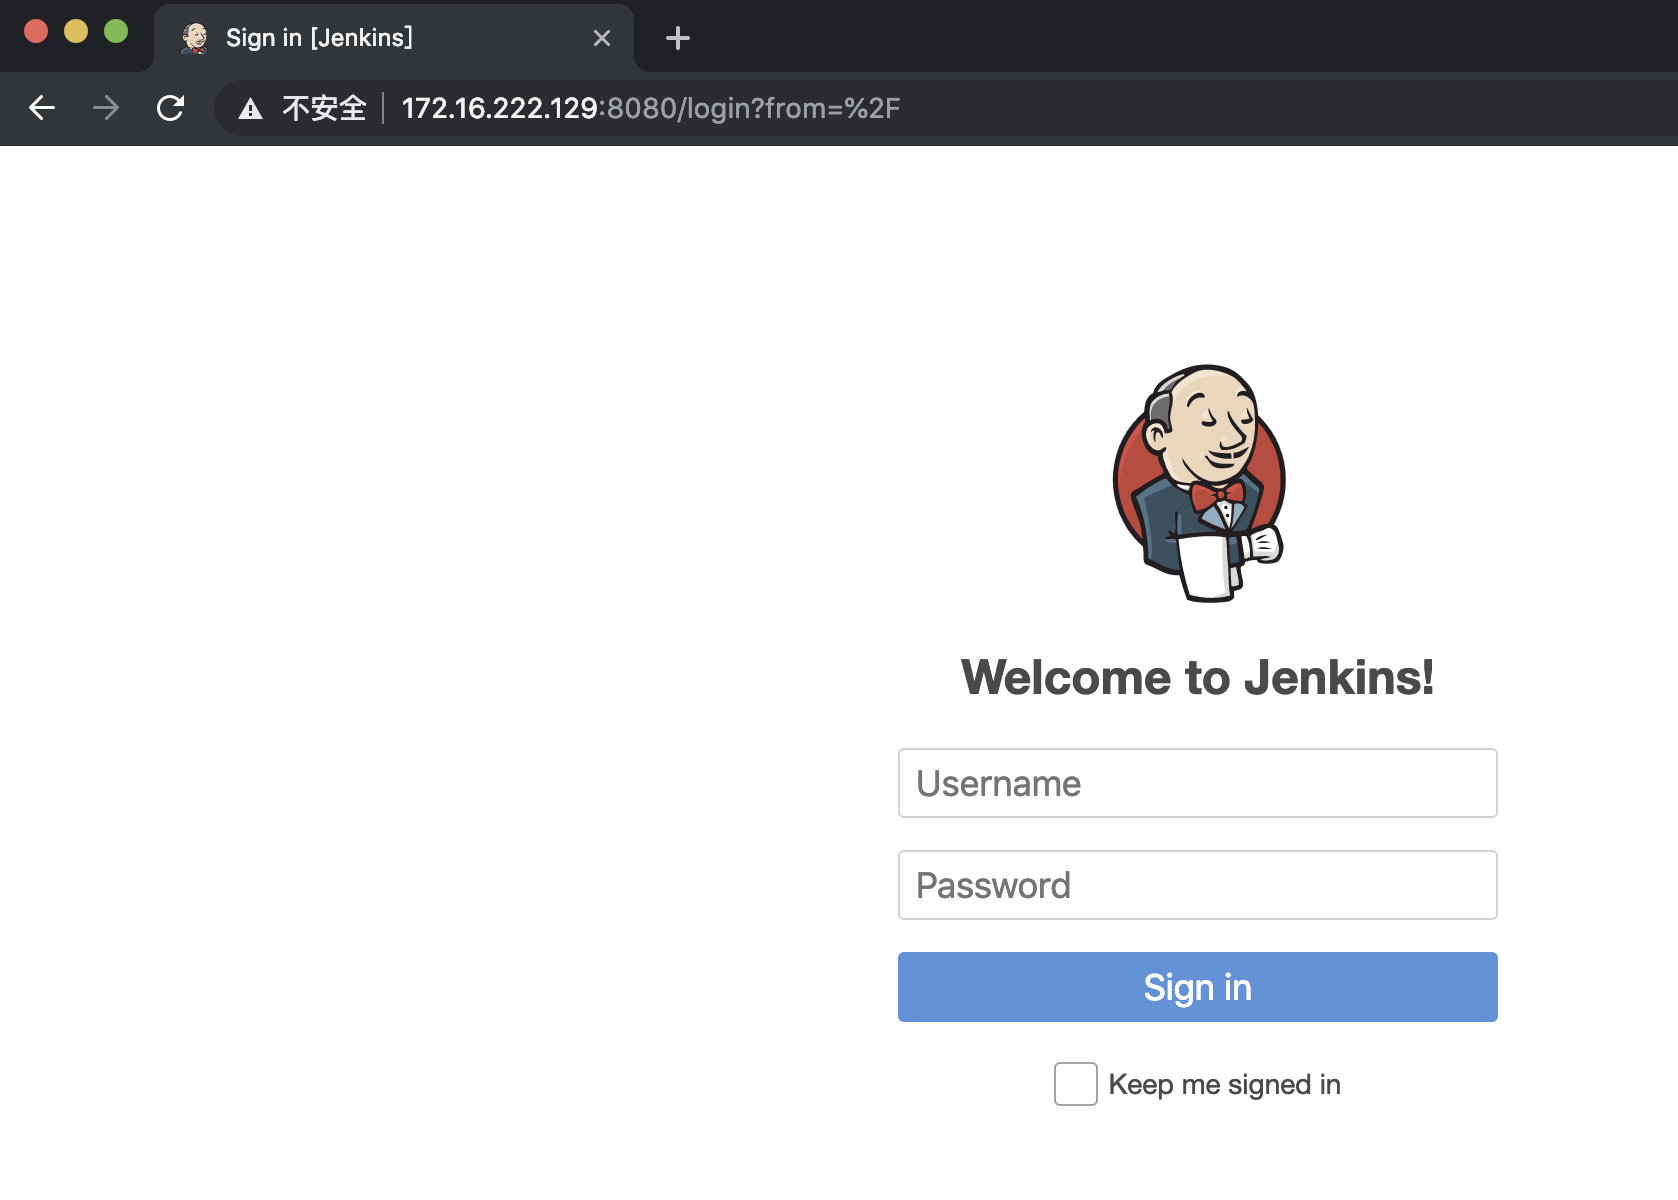 Sign in [Jenkins]
不安全 172.16.222.129:8080/login?from=%2F
Welcome to Jenkins!
Username
Password
Sign in
Keep me signed in